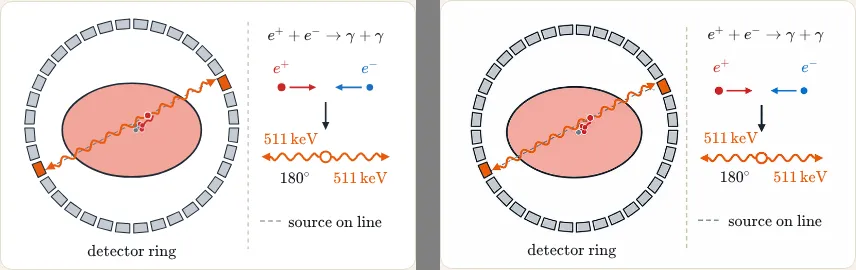 e⁺ + e⁻ → γ + γ
e⁺ e⁻
511 keV
180° 511 keV
source on line
detector ring
e⁺ + e⁻ → γ + γ
e⁺ e⁻
511 keV
180° 511 keV
source on line
detector ring